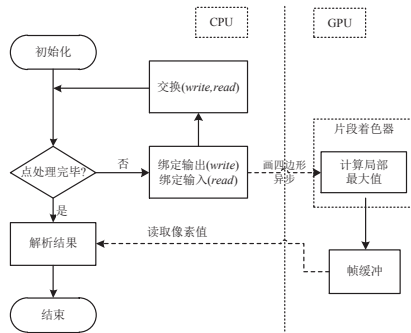 CPU
GPU
初始化
交换(write,read)
片段着色器
点处理完毕?
否
绑定输出(write)
绑定输入(read)
画四边形
异步
计算局部
最大值
是
解析结果
读取像素值
帧缓冲
结束